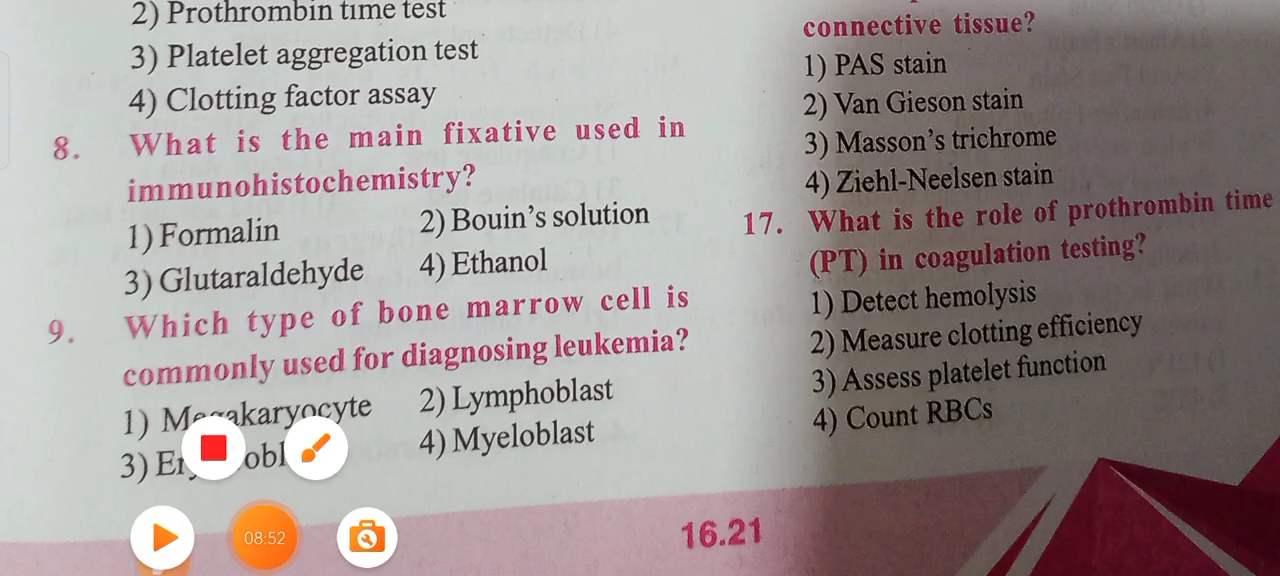 2) Prothrombin time test
3) Platelet aggregation test
4) Clotting factor assay
8. What is the main fixative used in
immunohistochemistry?
1) Formalin 2) Bouin's solution
3) Glutaraldehyde 4) Ethanol
9. Which type of bone marrow cell is
commonly used for diagnosing leukemia?
1) Megakaryocyte 2) Lymphoblast
3) 4) Myeloblast
connective tissue?
1) PAS stain
2) Van Gieson stain
3) Masson's trichrome
4) Ziehl-Neelsen stain
17. What is the role of prothrombin time
(PT) in coagulation testing?
1) Detect hemolysis
2) Measure clotting efficiency
3) Assess platelet function
4) Count RBCs
16.21
08:52